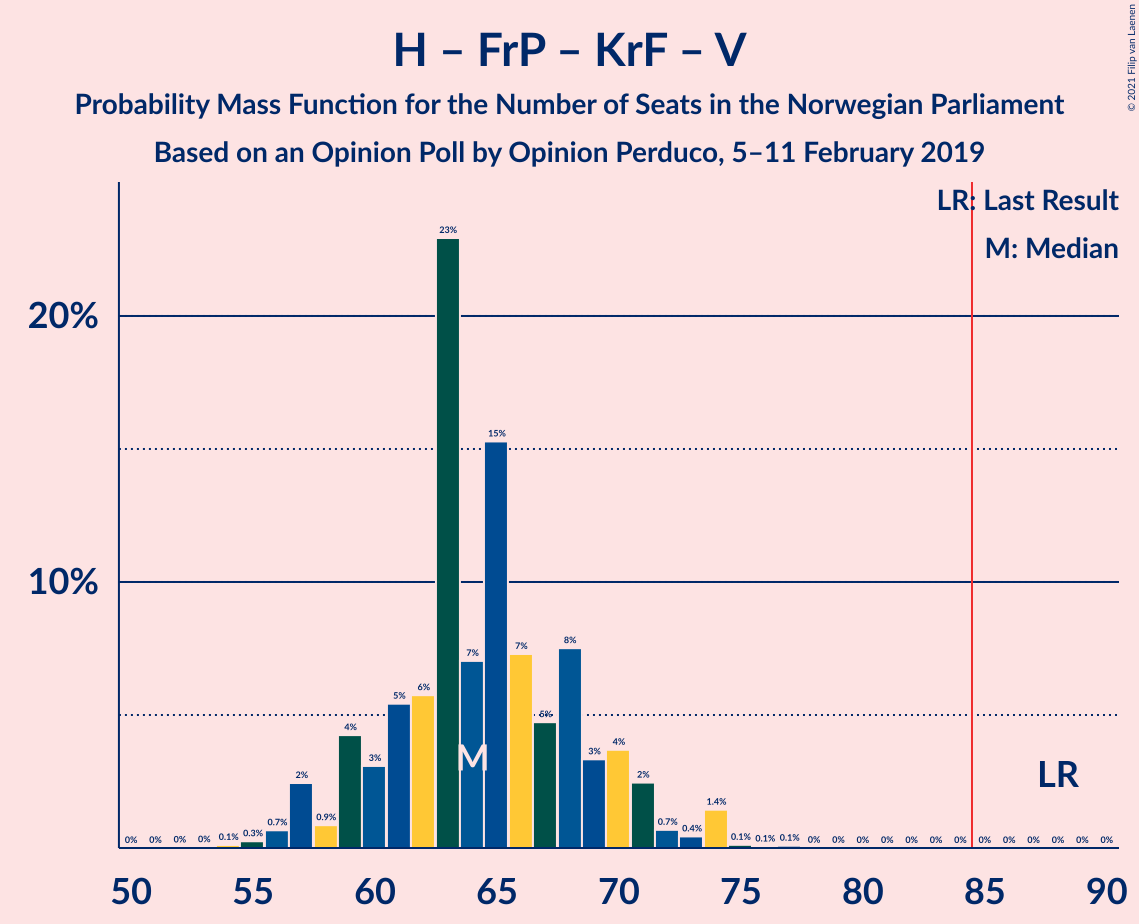 H – FrP – KrF – V
Probability Mass Function for the Number of Seats in the Norwegian Parliament
Based on an Opinion Poll by Opinion Perduco, 5–11 February 2019
© 2021 Filip van Laenen
LR: Last Result
M: Median
20%
10%
0% 0% 0% 0% 0.1% 0.3% 0.7% 2% 0.9% 4% 3% 5% 6% 23% 7% 15% 7% 5% 8% 3% 4% 2% 0.7% 0.4% 1.4% 0.1% 0.1% 0.1% 0% 0% 0% 0% 0% 0% 0% 0% 0% 0% 0% 0% 0%
M
LR
50 55 60 65 70 75 80 85 90